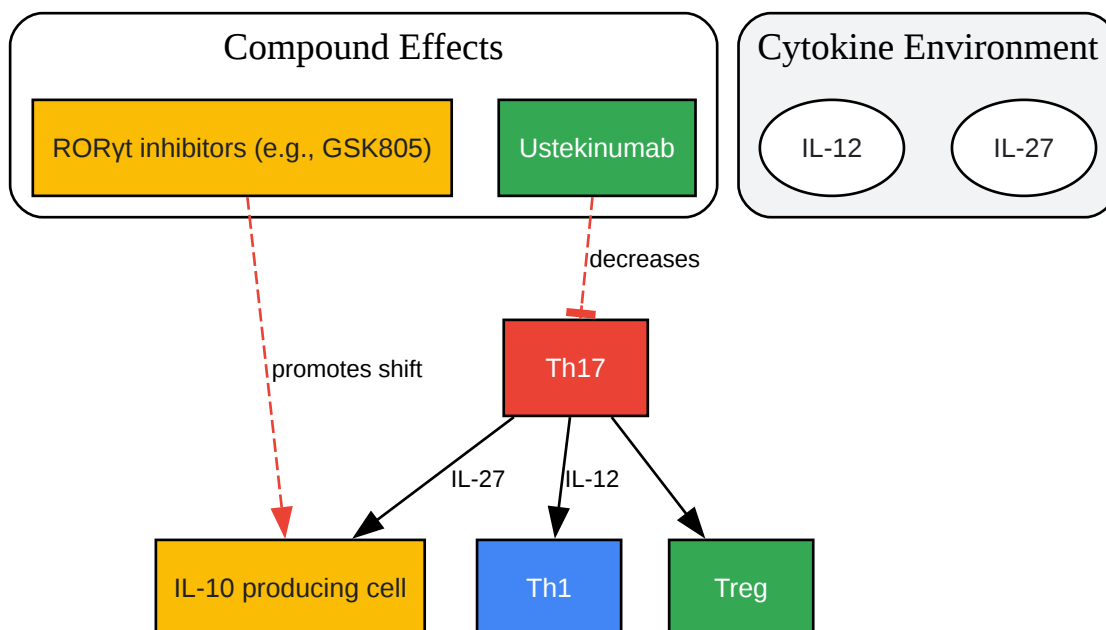 Compound Effects
Cytokine Environment
RORγt inhibitors (e.g., GSK805)
Ustekinumab
IL-12
IL-27
decreases
promotes shift
Th17
IL-27
IL-12
IL-10 producing cell
Th1
Treg